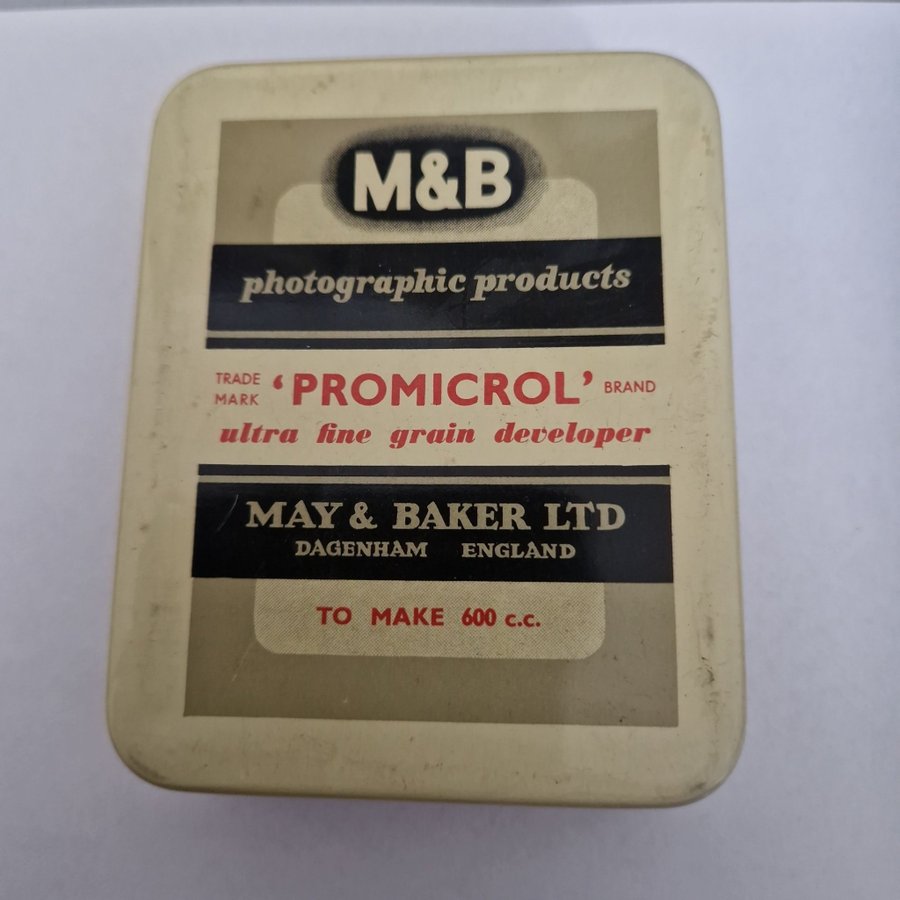 M&B
photographic products
TRADE MARK 'PROMICROL' BRAND
ultra fine grain developer
MAY & BAKER LTD
DAGENHAM ENGLAND
TO MAKE 600 c.c.